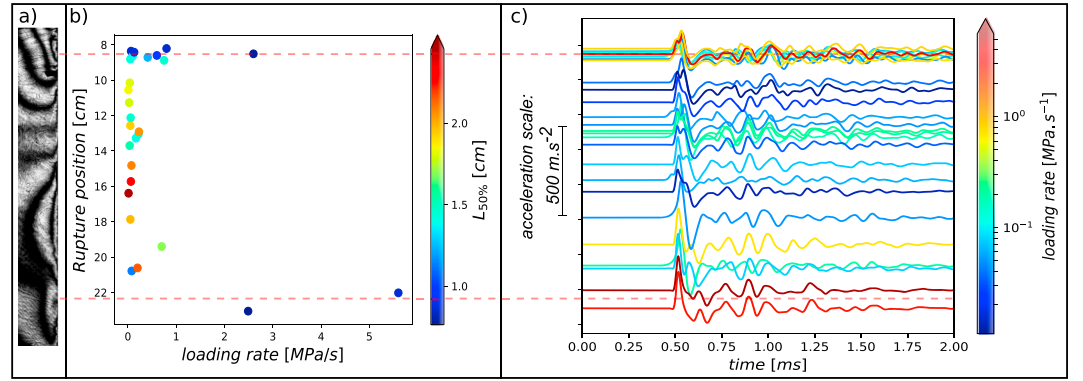 a)
b)
c)
8
10
12
14
16
18
20
22
Rupture position [cm]
0
1
2
3
4
5
loading rate [MPa/s]
2.0
1.5
1.0
L50% [cm]
acceleration scale:
500 m.s-2
0.00
0.25
0.50
0.75
1.00
1.25
1.50
1.75
2.00
time [ms]
10⁰
10⁻¹
loading rate [MPa.s⁻¹]